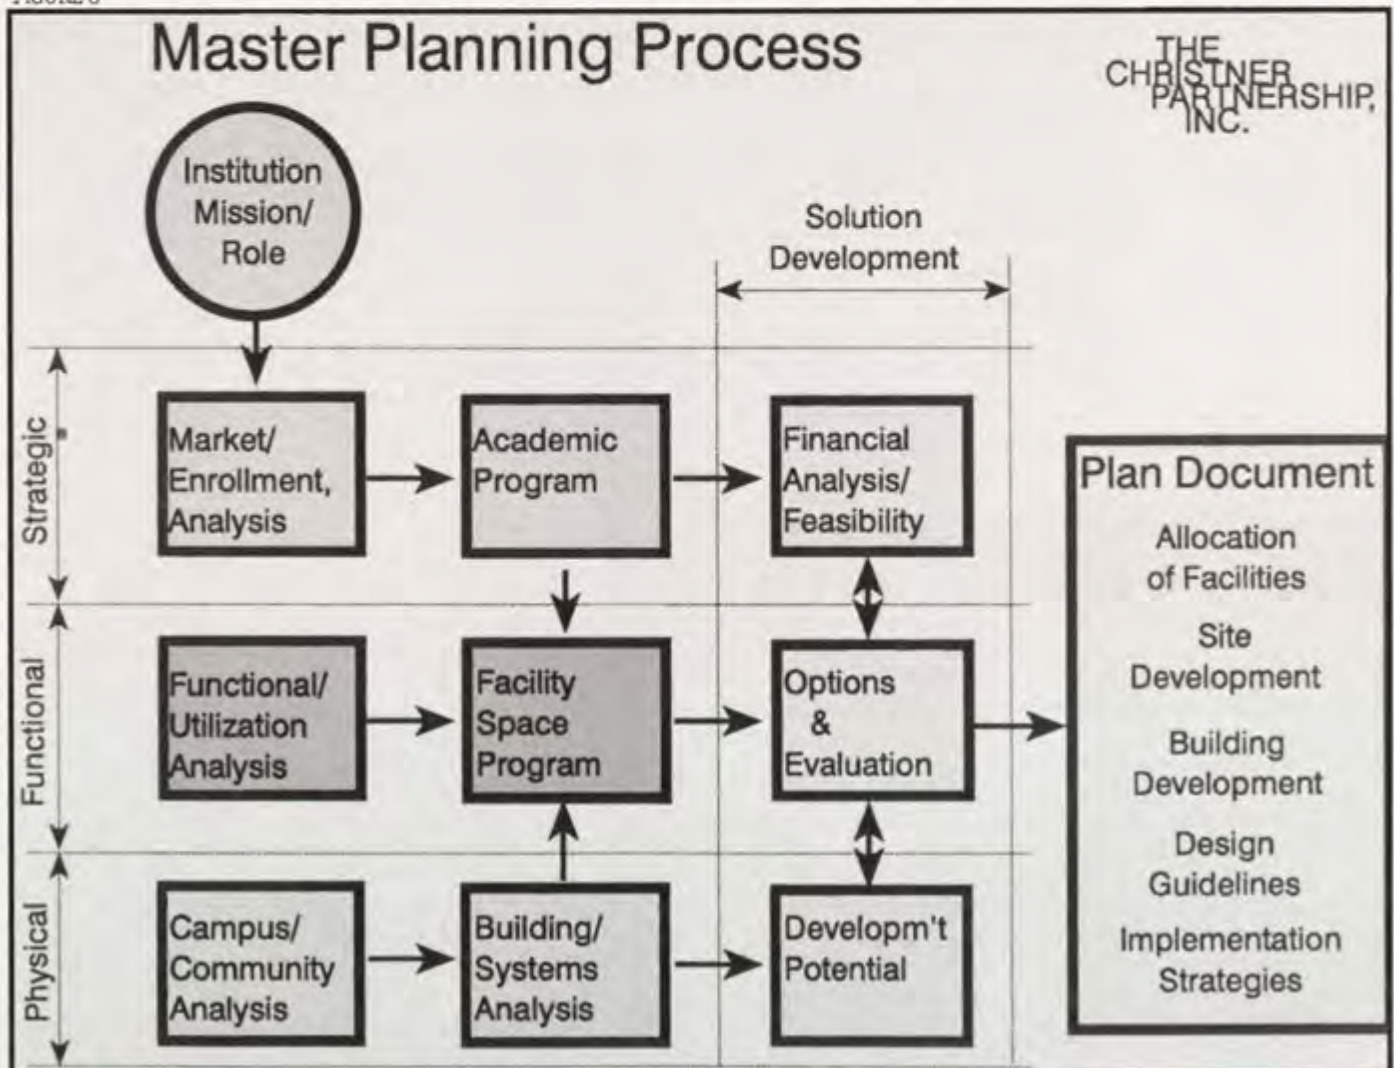 Master Planning Process
THE
CHRISTNER
PARTNERSHIP,
INC.
Institution
Mission/
Role
Solution
Development
Strategic
Market/
Enrollment,
Analysis
Academic
Program
Financial
Analysis/
Feasibility
Functional
Functional/
Utilization
Analysis
Facility
Space
Program
Options
&
Evaluation
Physical
Campus/
Community
Analysis
Building/
Systems
Analysis
Developm't
Potential
Plan Document
Allocation
of Facilities
Site
Development
Building
Development
Design
Guidelines
Implementation
Strategies